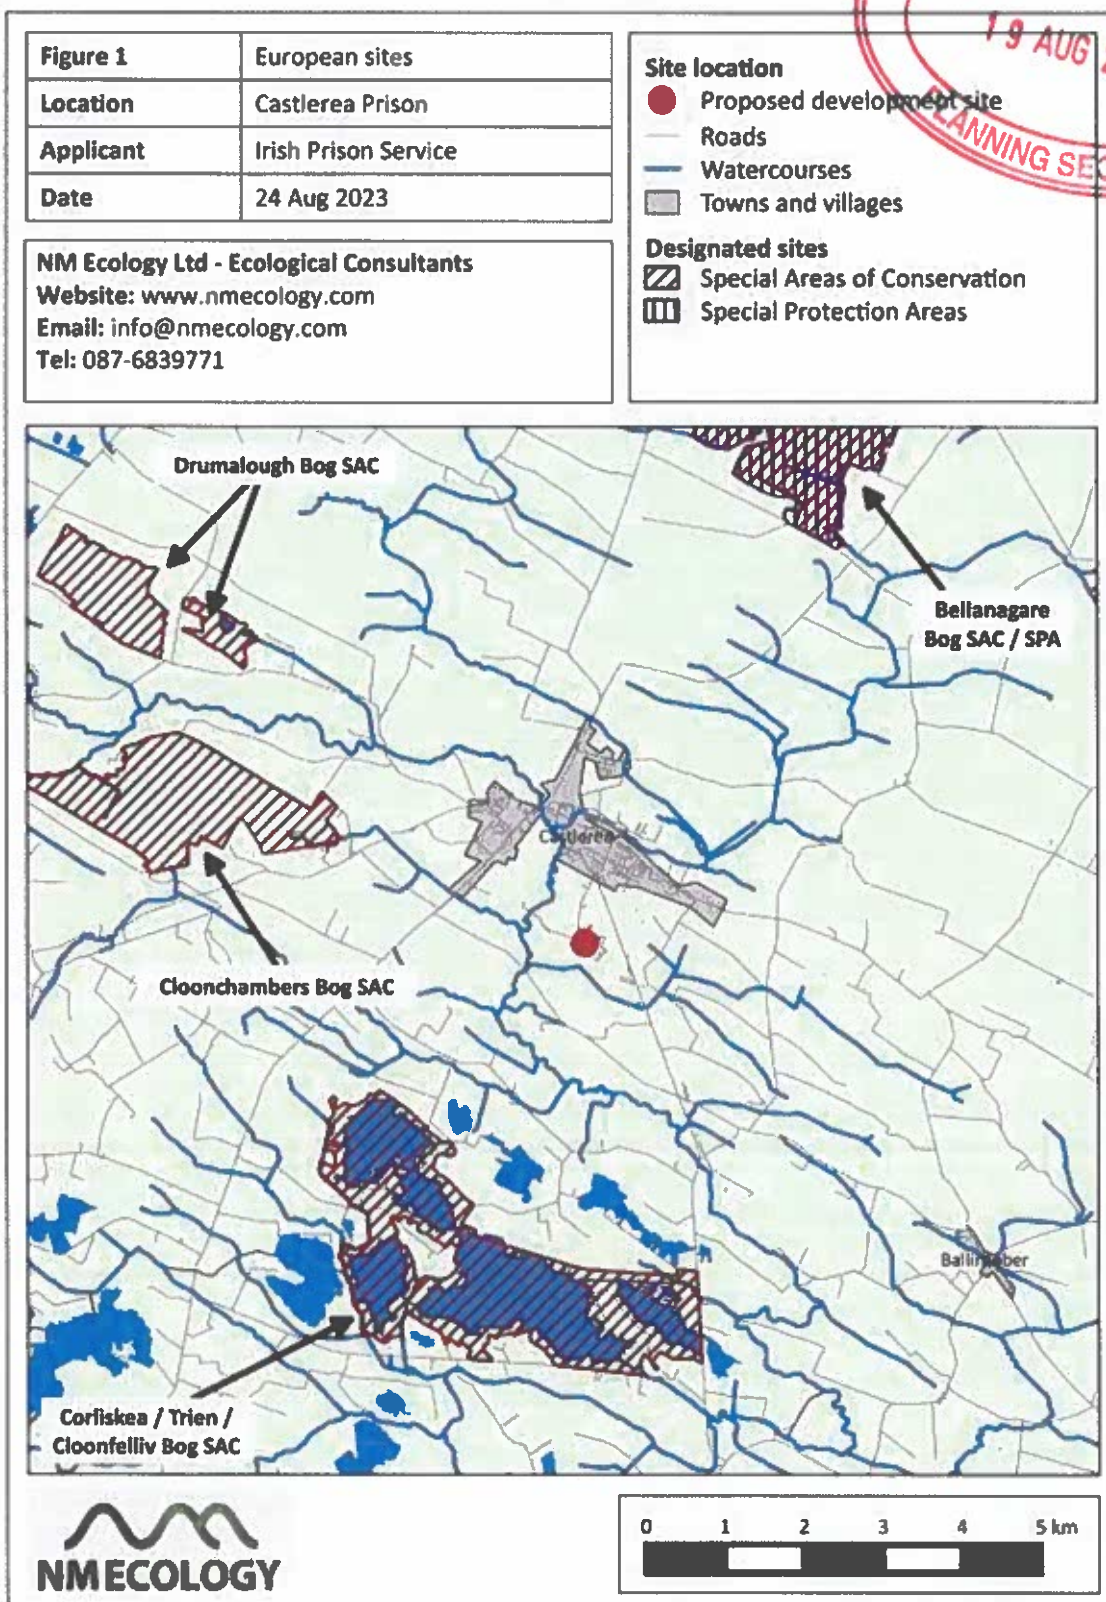 Figure 1 European sites
Location Castlerea Prison
Applicant Irish Prison Service
Date 24 Aug 2023
NM Ecology Ltd - Ecological Consultants
Website: www.nmecology.com
Email: info@nmecology.com
Tel: 087-6839771
Site location
Proposed development site
Roads
Watercourses
Towns and villages
Designated sites
Special Areas of Conservation
Special Protection Areas
19 AUG
PLANNING SEC
Drumalough Bog SAC
Bellanagare
Bog SAC / SPA
Castlerea
Cloonchambers Bog SAC
Corliskea / Trien /
Cloonfelliv Bog SAC
NMECOLOGY
0 1 2 3 4 5 km